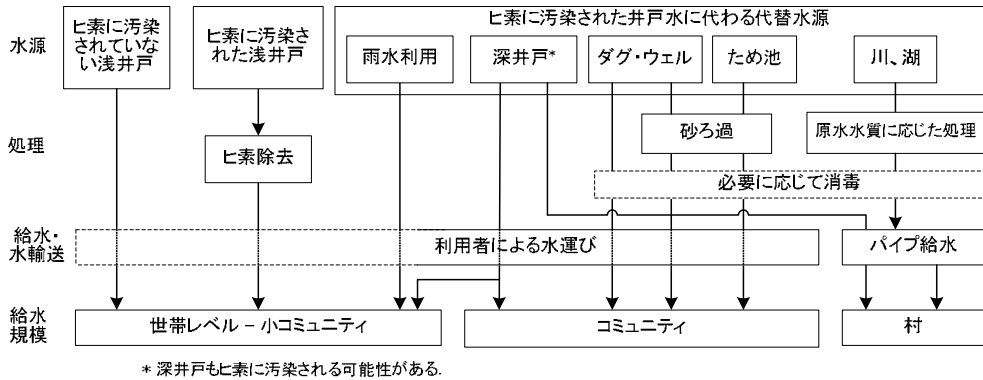 ヒ素に汚染された井戸水に代わる代替水源
水源
ヒ素に汚染
されていな
い浅井戸
ヒ素に汚染さ
れた浅井戸
雨水利用
深井戸*
ダグ・ウェル
ため池
川、湖
処理
砂ろ過
原水水質に応じた処理
ヒ素除去
必要に応じて消毒
給水・
水輸送
利用者による水運び
パイプ給水
給水
規模
世帯レベル – 小コミュニティ
コミュニティ
村
* 深井戸もヒ素に汚染される可能性がある.